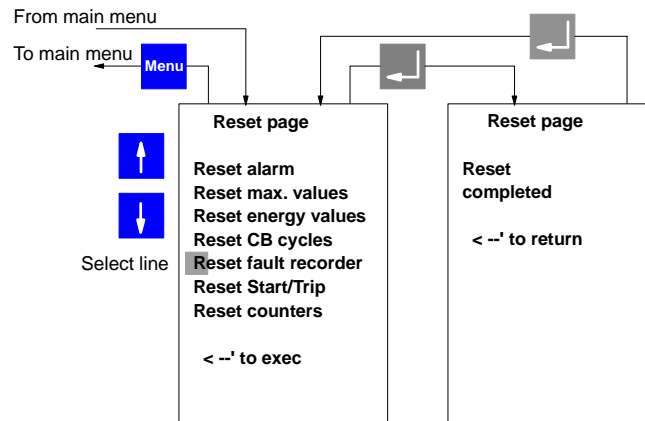 From main menu
To main menu
Menu
Reset page
Reset alarm
Reset max. values
Reset energy values
Reset CB cycles
Select line
Reset fault recorder
Reset Start/Trip
Reset counters
< --' to exec
Reset page
Reset
completed
< --' to return